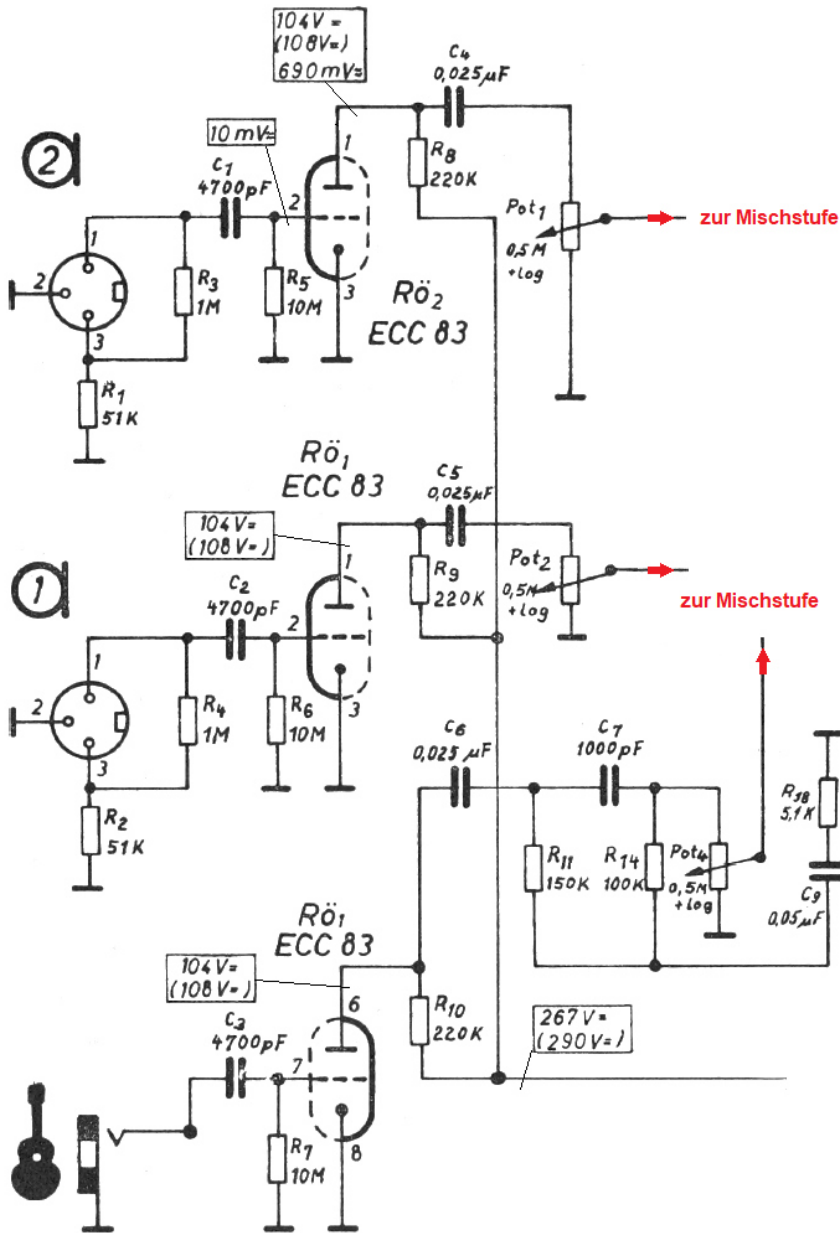 104V=
(108V=)
690mV≈
C4
0,025µF
10mV≈
2
C1
4700pF
1
R8
220K
2
Pot1
zur Mischstufe
0,5M
+log
1
2
3
R3
1M
R5
10M
3
Rö2
ECC 83
R1
51K
Rö1
ECC 83
C5
0,025µF
104V=
(108V=)
1
R9
220K
Pot2
0,5M
+log
zur Mischstufe
1
C2
4700pF
2
1
2
3
R4
1M
R6
10M
3
C6
0,025µF
C7
1000pF
R18
5,1K
R2
51K
R11
150K
R14
100K
Pot4
0,5M
+log
C9
0,05µF
Rö1
ECC 83
104V=
(108V=)
6
R10
220K
267V=
(290V=)
C3
4700pF
7
R7
10M
8